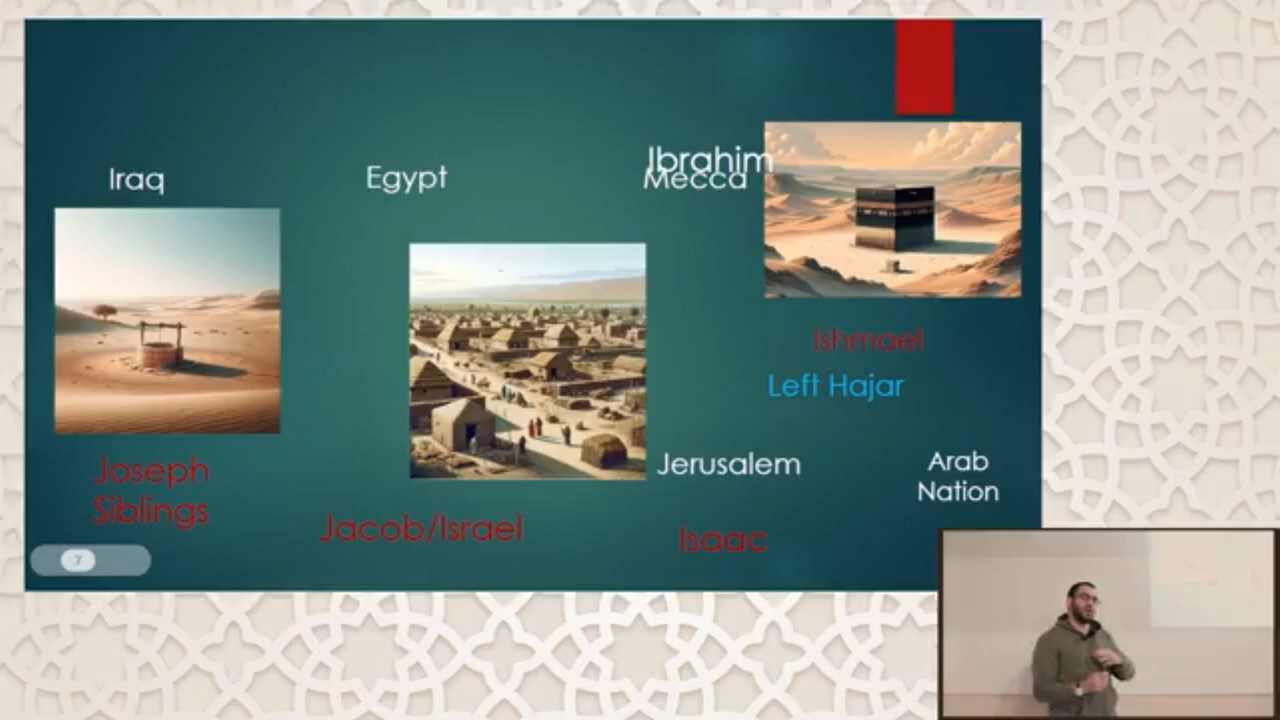 Iraq
Egypt
Ibrahim
Mecca
Ishmael
Left Hajar
Jerusalem
Arab
Nation
Joseph
Siblings
Jacob/Israel
Isaac
7